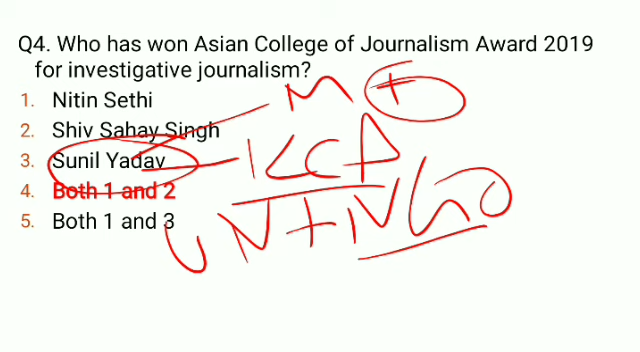 Q4. Who has won Asian College of Journalism Award 2019
for investigative journalism?
1. Nitin Sethi
2. Shiv Sahay Singh
3. Sunil Yadav
4. Both 1 and 2
5. Both 1 and 3